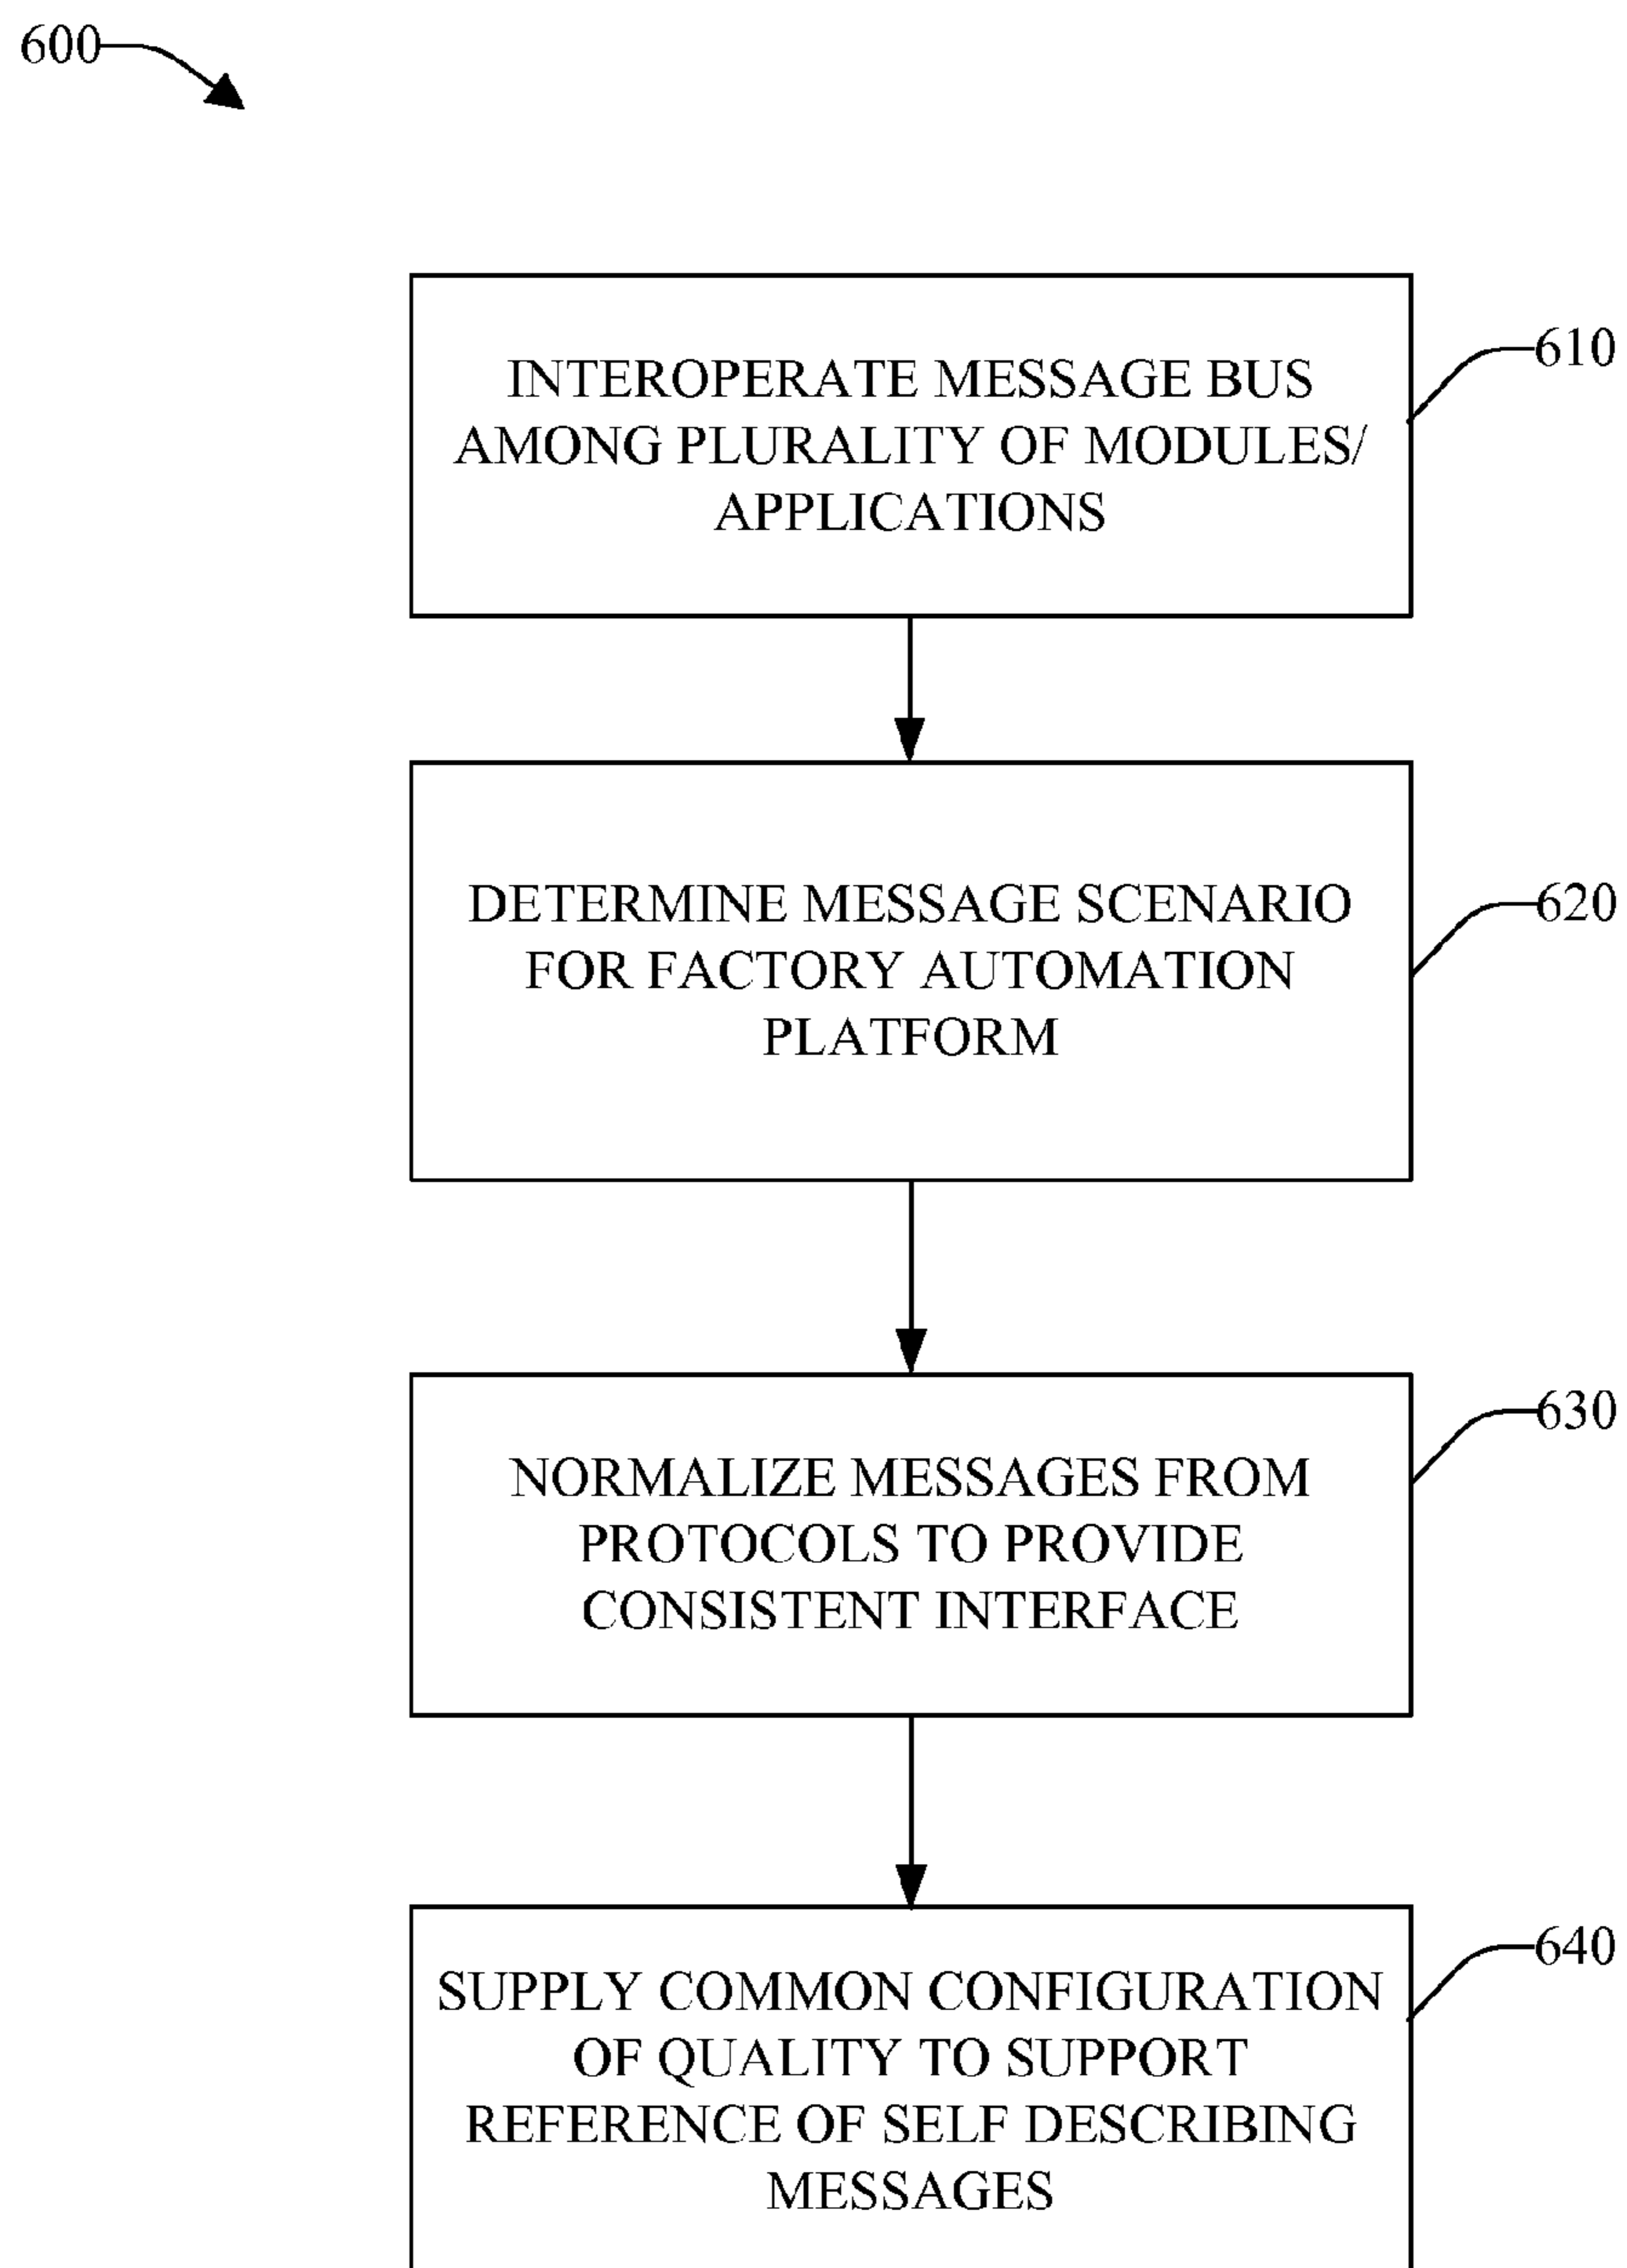 600
INTEROPERATE MESSAGE BUS
AMONG PLURALITY OF MODULES/
APPLICATIONS
610
DETERMINE MESSAGE SCENARIO
FOR FACTORY AUTOMATION
PLATFORM
620
NORMALIZE MESSAGES FROM
PROTOCOLS TO PROVIDE
CONSISTENT INTERFACE
630
SUPPLY COMMON CONFIGURATION
OF QUALITY TO SUPPORT
REFERENCE OF SELF DESCRIBING
MESSAGES
640